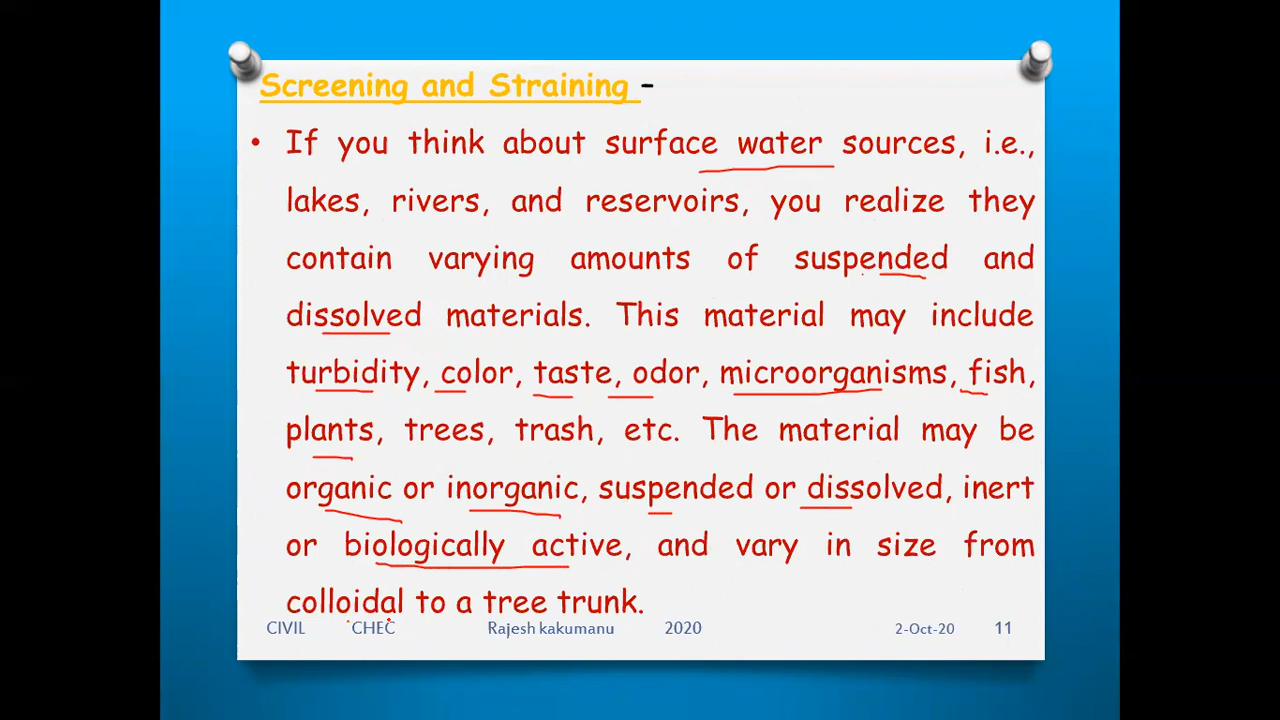 Screening and Straining -
• If you think about surface water sources, i.e.,
lakes, rivers, and reservoirs, you realize they
contain varying amounts of suspended and
dissolved materials. This material may include
turbidity, color, taste, odor, microorganisms, fish,
plants, trees, trash, etc. The material may be
organic or inorganic, suspended or dissolved, inert
or biologically active, and vary in size from
colloidal to a tree trunk.
CIVIL CHEC Rajesh kakumanu 2020 2-Oct-20 11